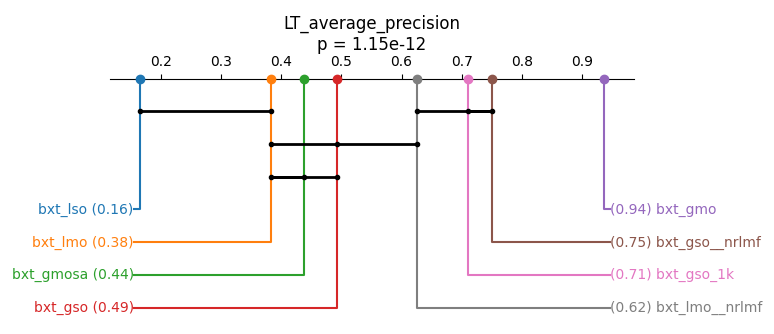 LT_average_precision
p = 1.15e-12
0.2 0.3 0.4 0.5 0.6 0.7 0.8 0.9
bxt_lso (0.16) (0.94) bxt_gmo
bxt_lmo (0.38) (0.75) bxt_gso__nrlmf
bxt_gmosa (0.44) (0.71) bxt_gso_1k
bxt_gso (0.49) (0.62) bxt_lmo__nrlmf